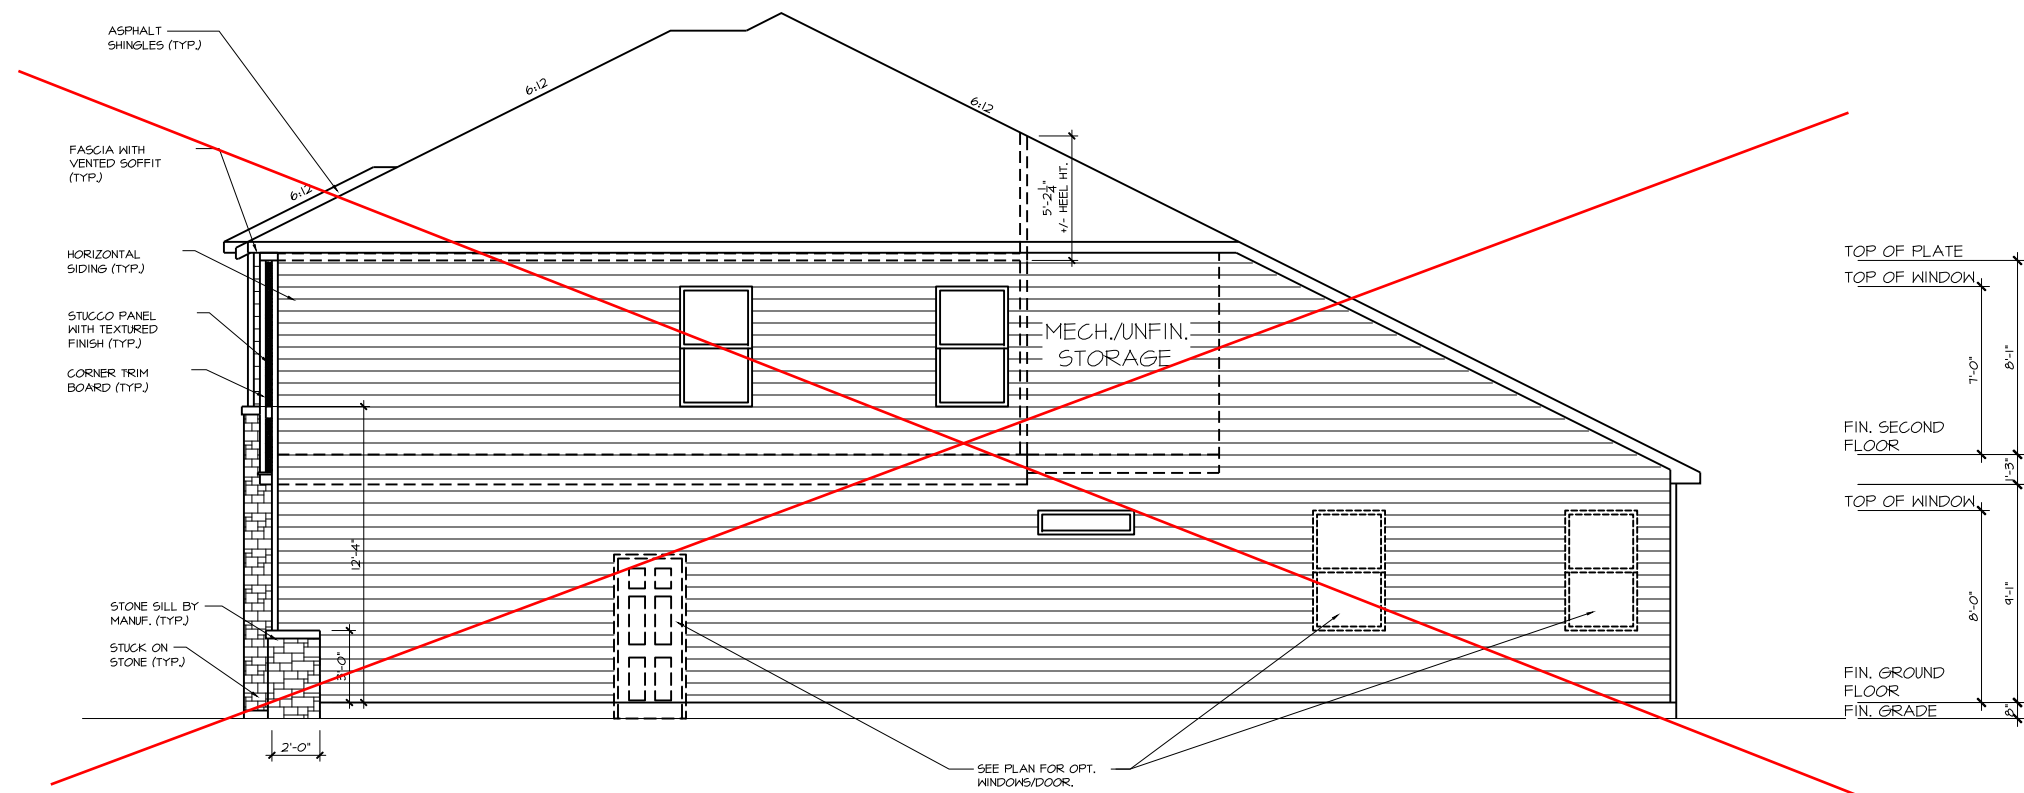 ASPHALT
SHINGLES (TYP.)
6:12
6:12
FASCIA WITH
VENTED SOFFIT
(TYP.)
6:12
5'-2 1/4"
+/- HEEL HT.
HORIZONTAL
SIDING (TYP.)
TOP OF PLATE
TOP OF WINDOW
STUCCO PANEL
WITH TEXTURED
FINISH (TYP.)
MECH./UNFIN.
STORAGE
7'-0"
8'-1"
CORNER TRIM
BOARD (TYP.)
FIN. SECOND
FLOOR
1'-3"
TOP OF WINDOW
12'-4"
8'-0"
9'-1"
STONE SILL BY
MANUF. (TYP.)
STUCK ON
STONE (TYP.)
3'-0"
FIN. GROUND
FLOOR
FIN. GRADE
8"
2'-0"
SEE PLAN FOR OPT.
WINDOWS/DOOR.